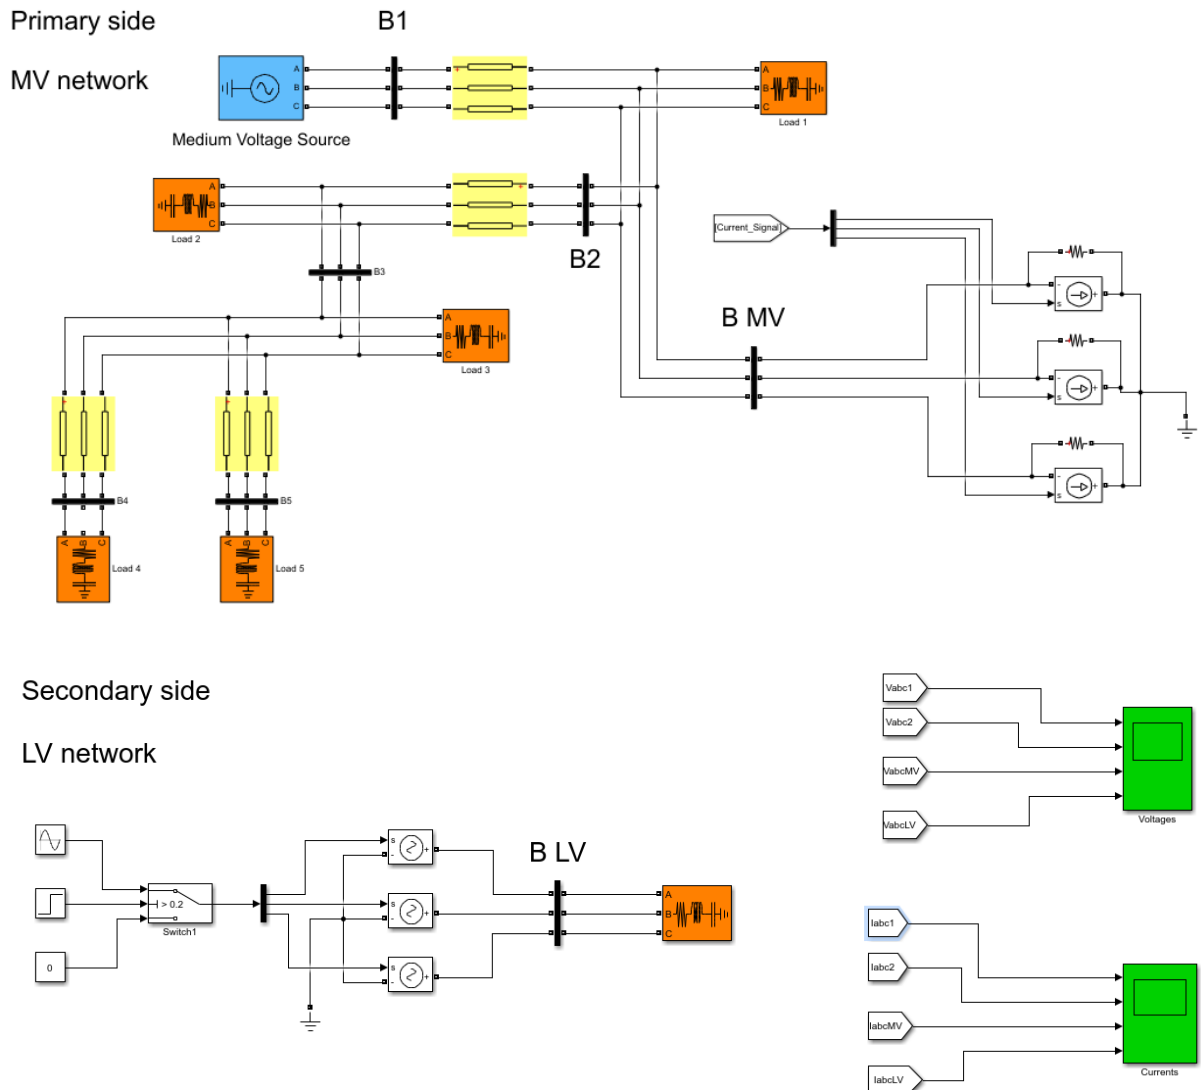 Primary side
B1
MV network
A
B
C
A
B
C
Load 1
Medium Voltage Source
A
B
C
Load 2
B2
[Current_Signal]
B3
-
s
+
B MV
A
B
C
Load 3
-
s
+
-
s
+
B4
B5
A B C
Load 4
A B C
Load 5
Secondary side
LV network
Vabc1
Vabc2
VabcMV
VabcLV
Voltages
s
-
+
B LV
> 0.2
Switch1
s
-
+
A
B
C
0
s
-
+
Iabc1
Iabc2
IabcMV
IabcLV
Currents